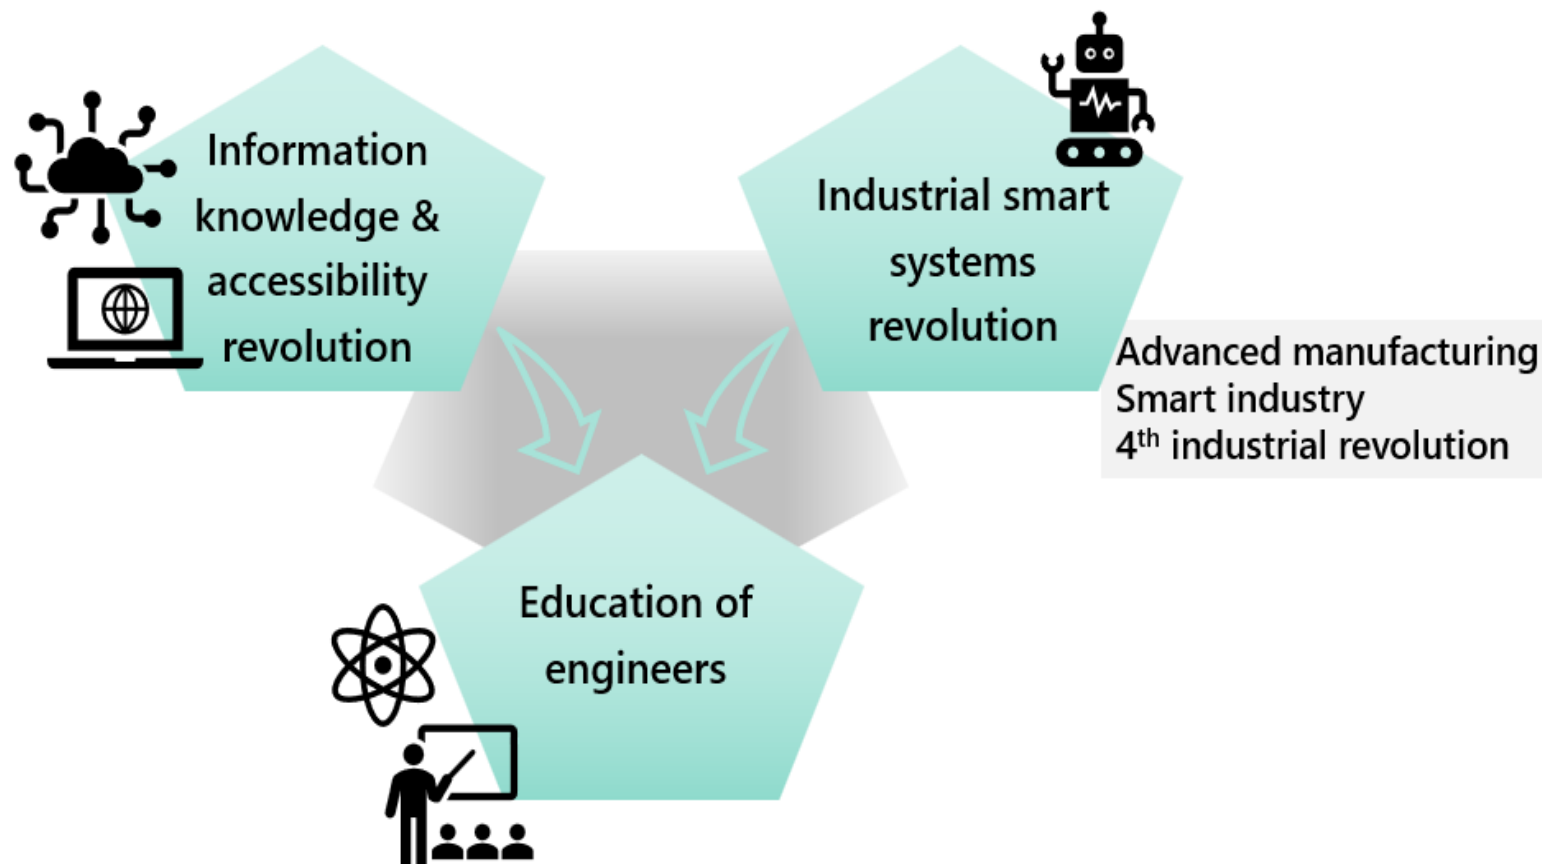 Information
knowledge &
accessibility
revolution
Industrial smart
systems
revolution
Advanced manufacturing
Smart industry
4th industrial revolution
Education of
engineers